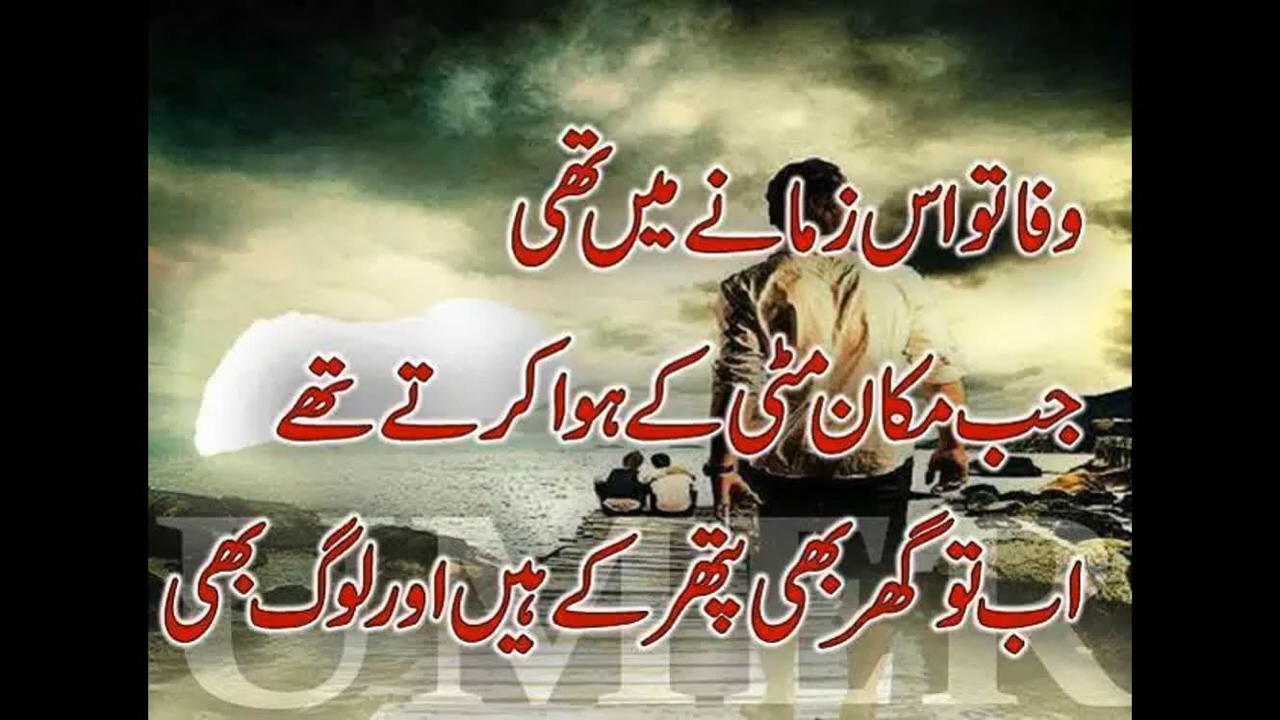 وفا تو اس زمانے میں تھی
جب مکان مٹی کے ہوا کرتے تھے
اب تو گھر بھی پتھر کے ہیں اور لوگ بھی
UMER